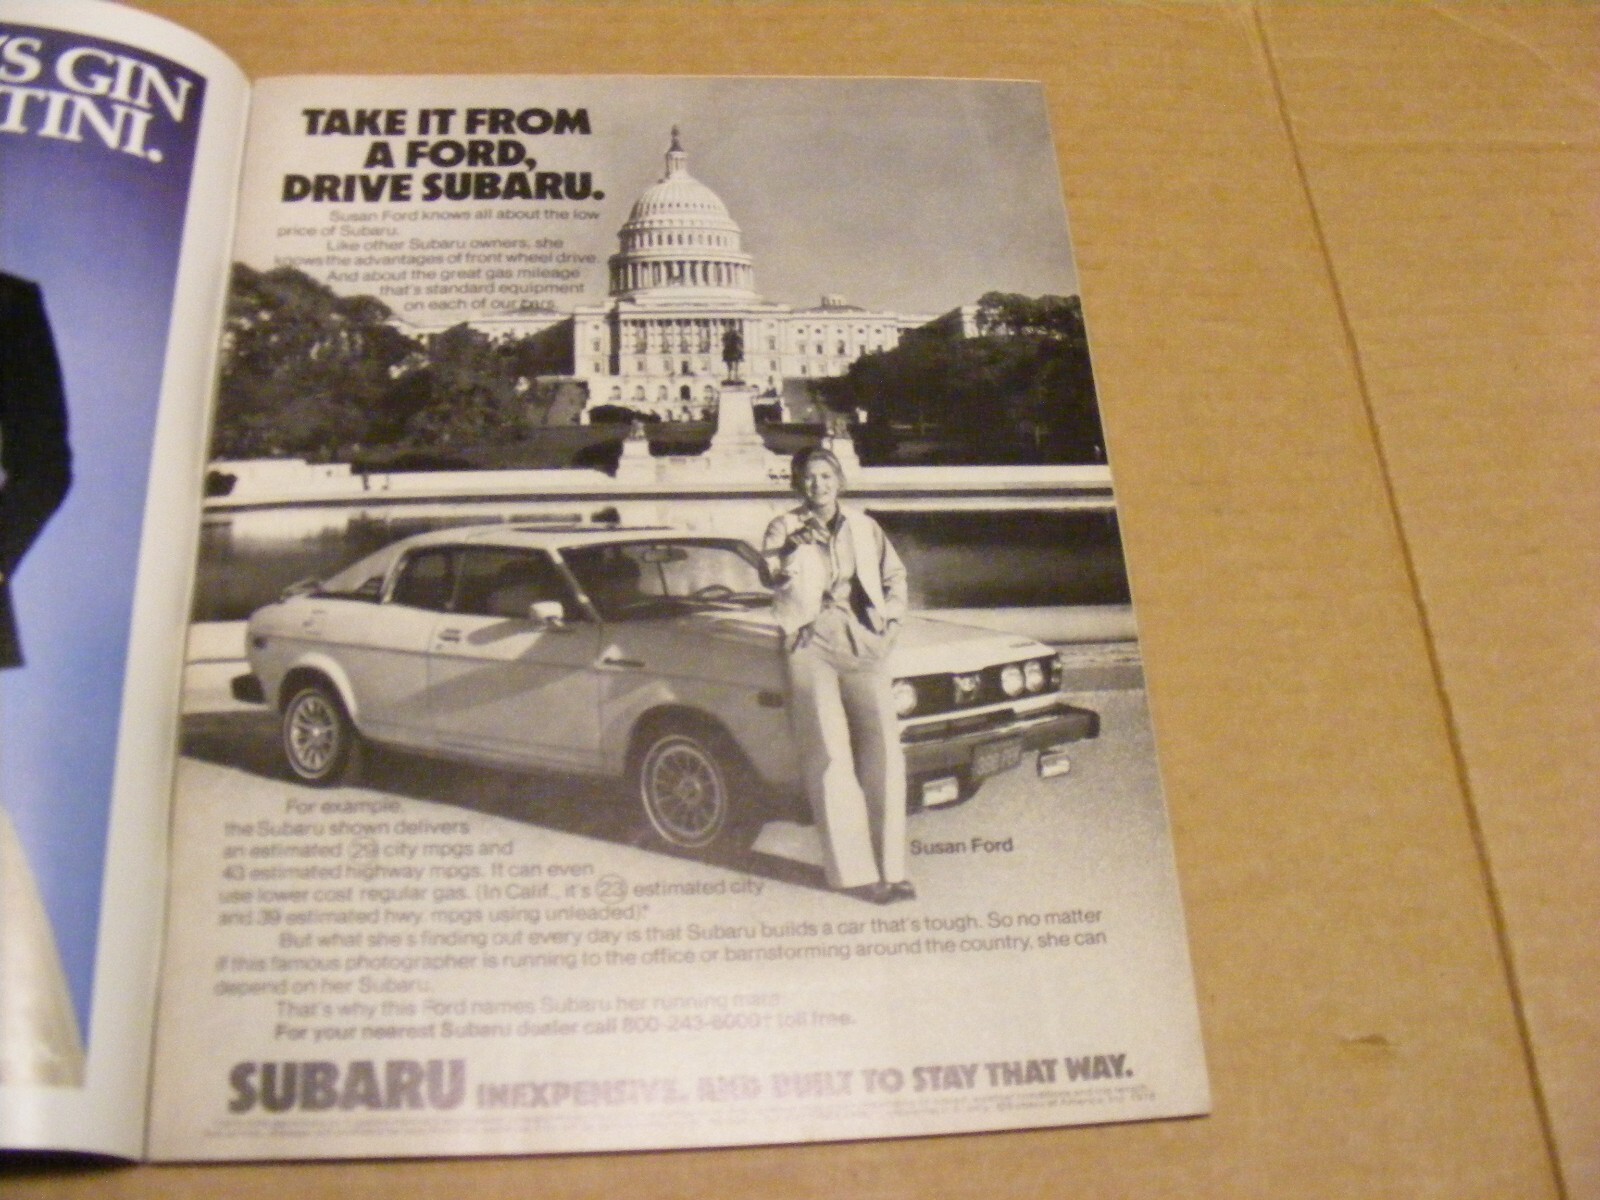 'S GIN
TINI.
TAKE IT FROM
A FORD,
DRIVE SUBARU.
Susan Ford knows all about the low
price of Subaru.
Like other Subaru owners, she
knows the advantages of front wheel drive.
And about the great gas mileage
that's standard equipment
on each of our cars.
For example,
the Subaru shown delivers
an estimated 29 city mpgs and
43 estimated highway mpgs. It can even
use lower cost regular gas. (In Calif., it's 23 estimated city
and 39 estimated hwy. mpgs using unleaded)*
Susan Ford
But what she's finding out every day is that Subaru builds a car that's tough. So no matter
if this famous photographer is running to the office or barnstorming around the country, she can
depend on her Subaru.
That's why this Ford names Subaru her running mate.
For your nearest Subaru dealer call 800-243-6000† toll free.
SUBARU INEXPENSIVE. AND BUILT TO STAY THAT WAY.